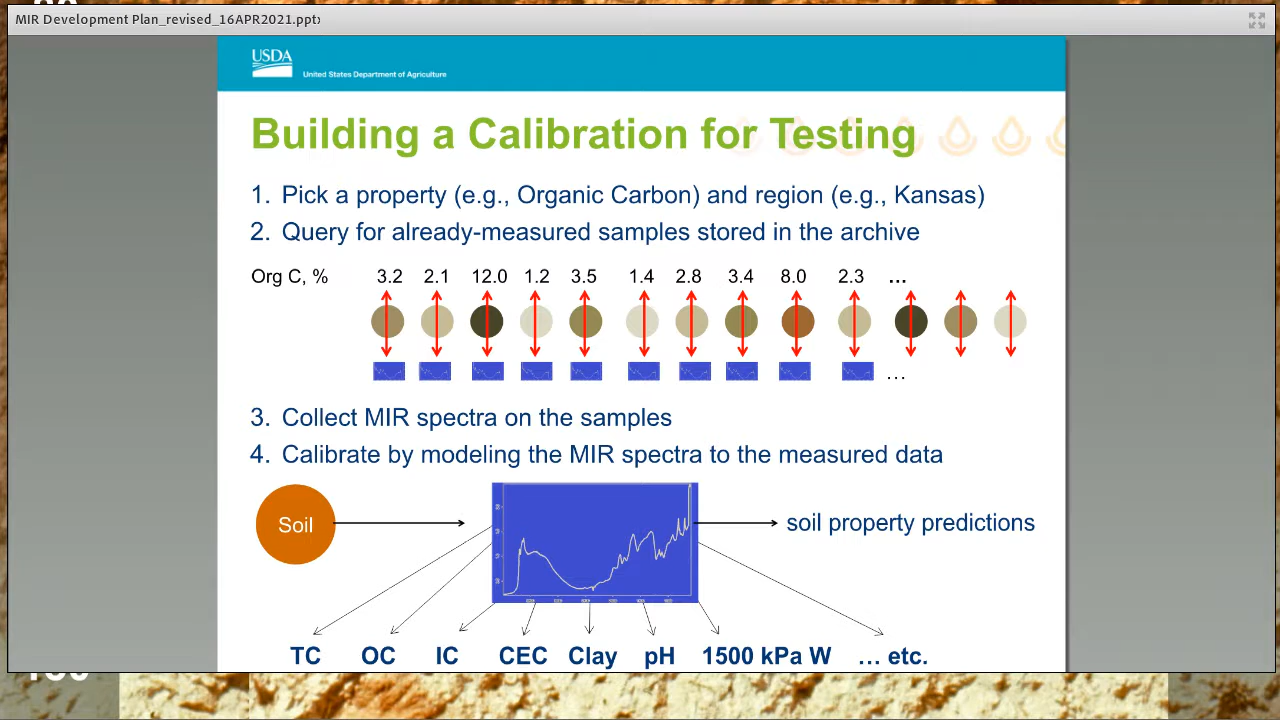 MIR Development Plan_revised_16APR2021.ppt
USDA
United States Department of Agriculture
Building a Calibration for Testing
1. Pick a property (e.g., Organic Carbon) and region (e.g., Kansas)
2. Query for already-measured samples stored in the archive
Org C, % 3.2 2.1 12.0 1.2 3.5 1.4 2.8 3.4 8.0 2.3 ...
...
3. Collect MIR spectra on the samples
4. Calibrate by modeling the MIR spectra to the measured data
Soil
soil property predictions
TC OC IC CEC Clay pH 1500 kPa W ... etc.